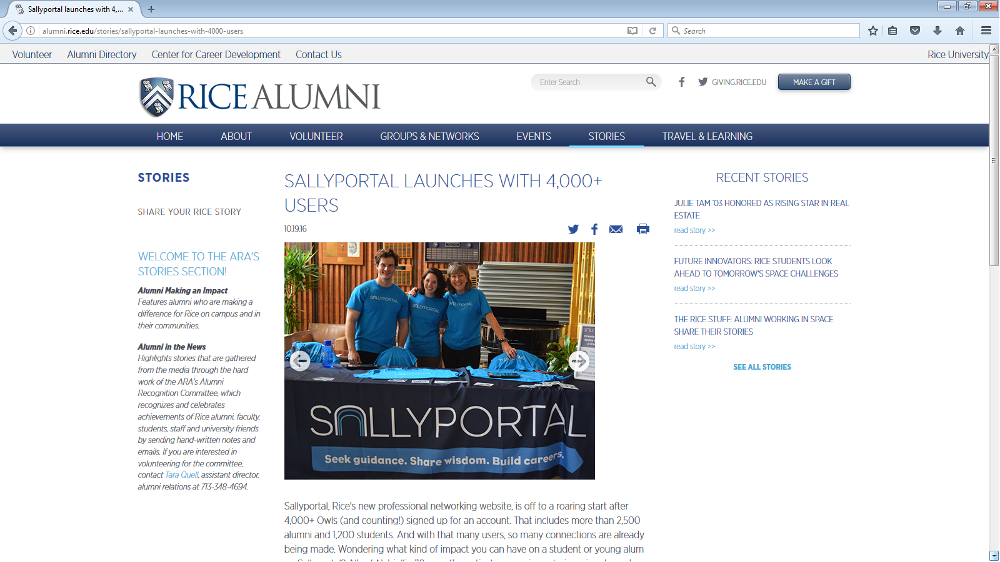 Sallyportal launches with 4,...
alumni.rice.edu/stories/sallyportal-launches-with-4000-users
Search
Volunteer
Alumni Directory
Center for Career Development
Contact Us
Rice University
RICE ALUMNI
Enter Search
GIVING.RICE.EDU
MAKE A GIFT
HOME
ABOUT
VOLUNTEER
GROUPS & NETWORKS
EVENTS
STORIES
TRAVEL & LEARNING
STORIES
SHARE YOUR RICE STORY
WELCOME TO THE ARA'S
STORIES SECTION!
Alumni Making an Impact
Features alumni who are making a
difference for Rice on campus and in
their communities.
Alumni in the News
Highlights stories that are gathered
from the media through the hard
work of the ARA's Alumni
Recognition Committee, which
recognizes and celebrates
achievements of Rice alumni, faculty,
students, staff and university friends
by sending hand-written notes and
emails. If you are interested in
volunteering for the committee,
contact Tara Quell, assistant director,
alumni relations at 713-348-4694.
SALLYPORTAL LAUNCHES WITH 4,000+
USERS
10.19.16
SALLYPORTAL
SALLYPORTAL
SALLYPORTAL
SALLYPORTAL
Seek guidance. Share wisdom. Build careers.
Sallyportal, Rice's new professional networking website, is off to a roaring start after
4,000+ Owls (and counting!) signed up for an account. That includes more than 2,500
alumni and 1,200 students. And with that many users, so many connections are already
being made. Wondering what kind of impact you can have on a student or young alum
RECENT STORIES
JULIE TAM '03 HONORED AS RISING STAR IN REAL
ESTATE
read story >>
FUTURE INNOVATORS: RICE STUDENTS LOOK
AHEAD TO TOMORROW'S SPACE CHALLENGES
read story >>
THE RICE STUFF: ALUMNI WORKING IN SPACE
SHARE THEIR STORIES
read story >>
SEE ALL STORIES